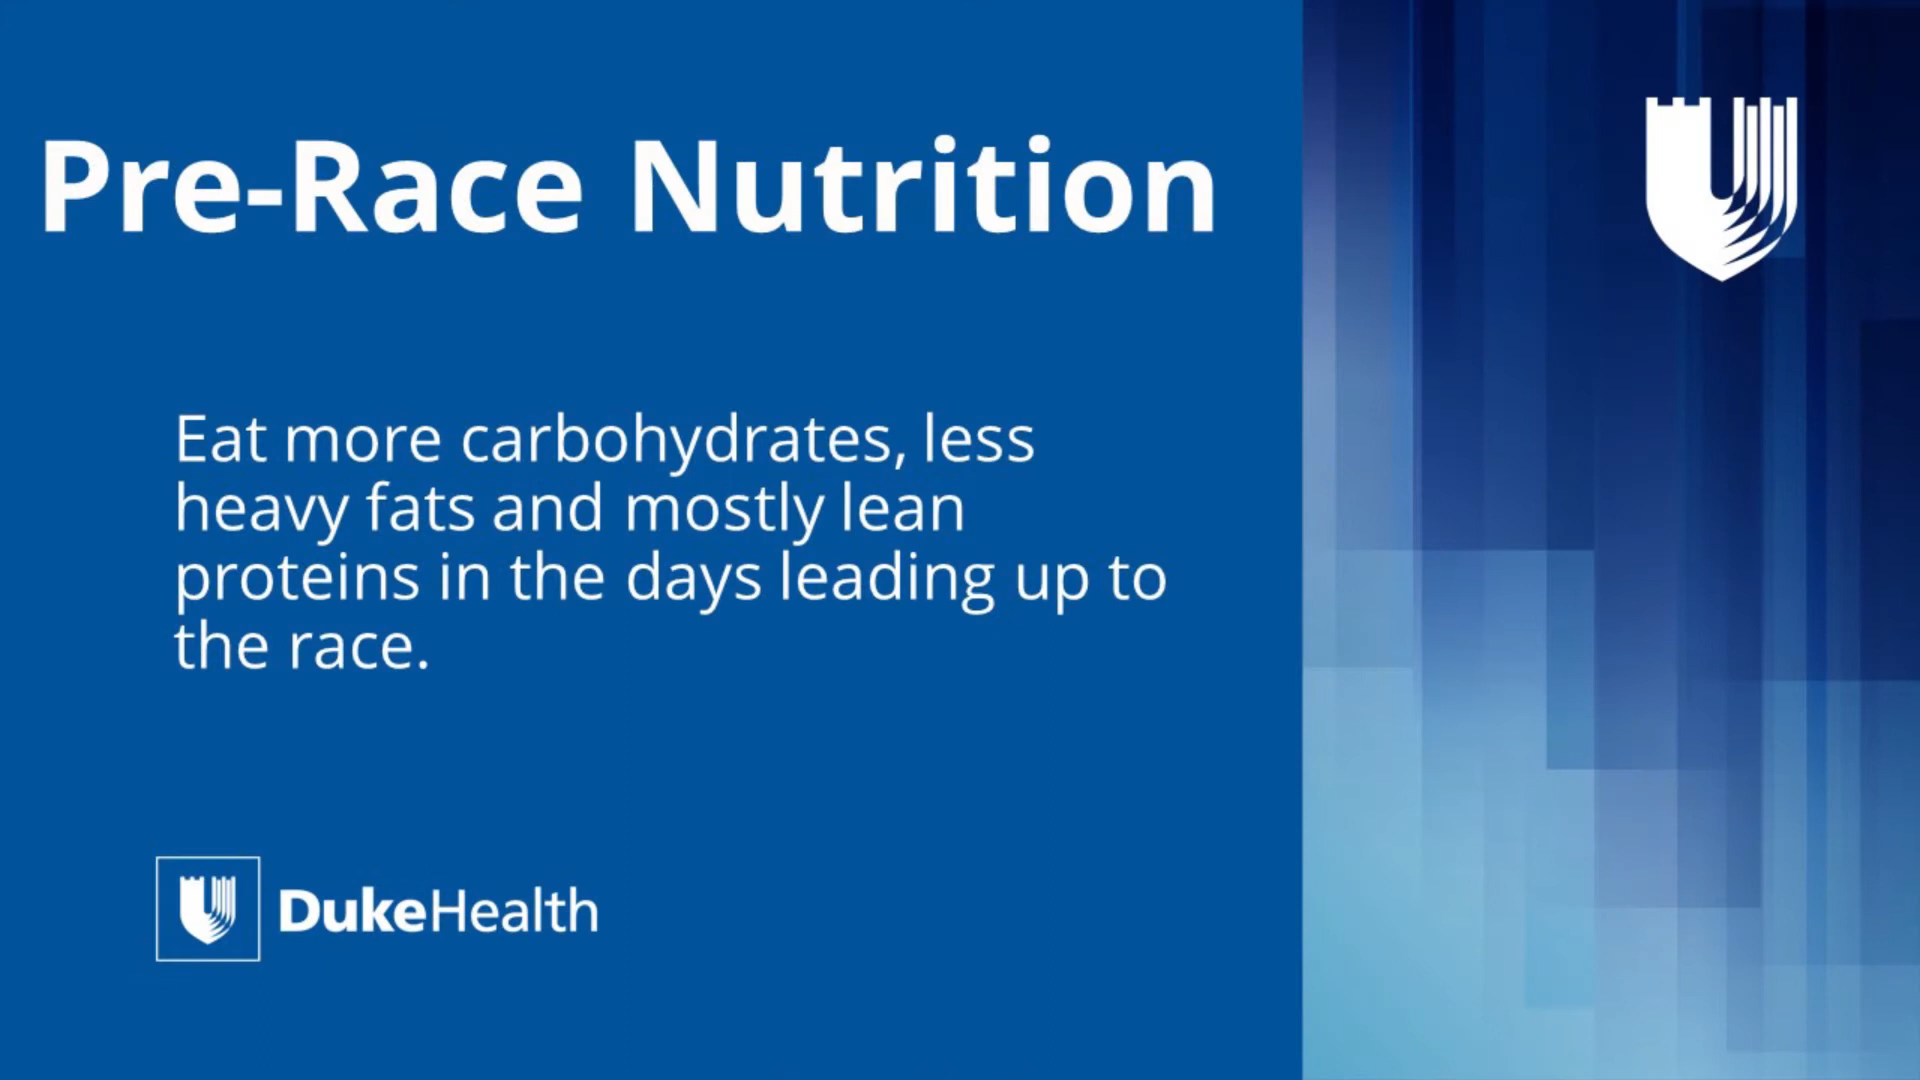 Pre-Race Nutrition
Eat more carbohydrates, less
heavy fats and mostly lean
proteins in the days leading up to
the race.
DukeHealth